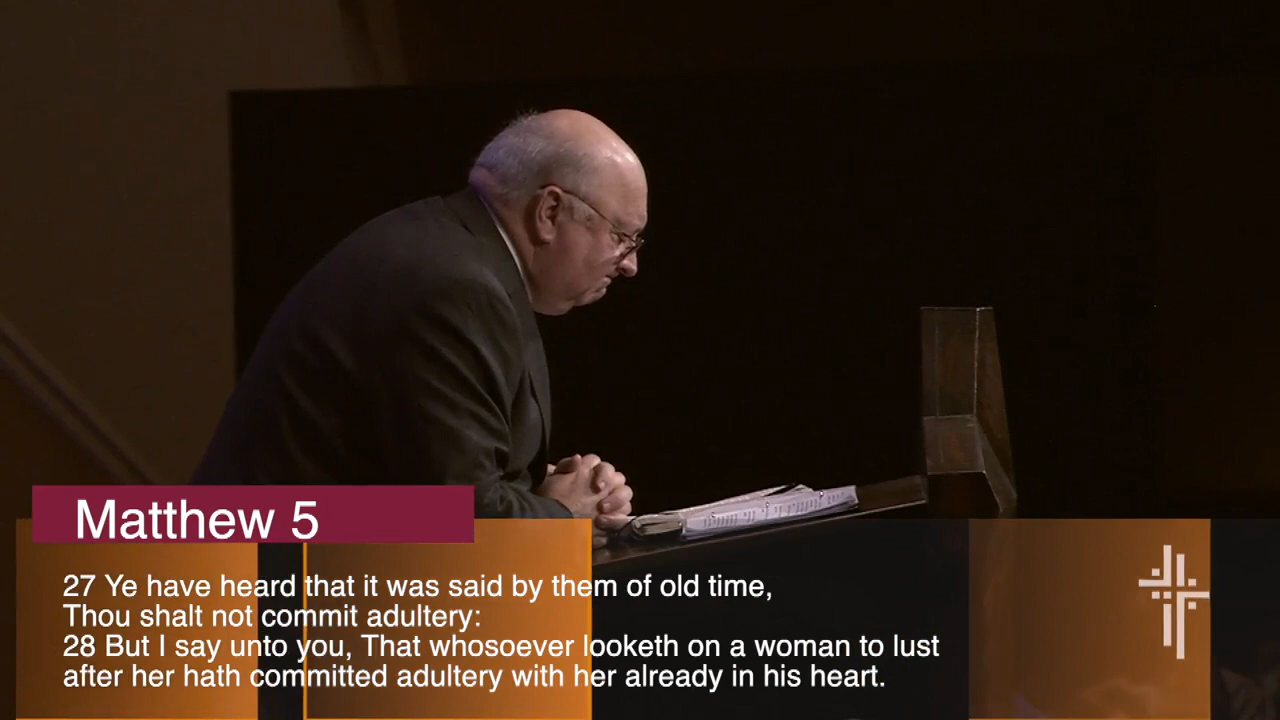 Matthew 5
27 Ye have heard that it was said by them of old time,
Thou shalt not commit adultery:
28 But I say unto you, That whosoever looketh on a woman to lust
after her hath committed adultery with her already in his heart.